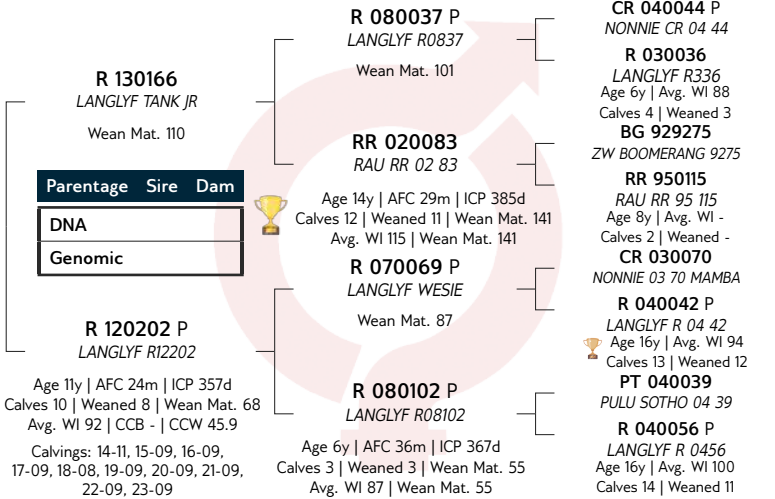 R 130166
LANGLYF TANK JR
Wean Mat. 110
Parentage Sire Dam
DNA
Genomic
R 120202 P
LANGLYF R12202
Age 11y | AFC 24m | ICP 357d
Calves 10 | Weaned 8 | Wean Mat. 68
Avg. WI 92 | CCB - | CCW 45.9
Calvings: 14-11, 15-09, 16-09,
17-09, 18-08, 19-09, 20-09, 21-09,
22-09, 23-09
R 080037 P
LANGLYF R0837
Wean Mat. 101
RR 020083
RAU RR 02 83
Age 14y | AFC 29m | ICP 385d
Calves 12 | Weaned 11 | Wean Mat. 141
Avg. WI 115 | Wean Mat. 141
R 070069 P
LANGLYF WESIE
Wean Mat. 87
R 080102 P
LANGLYF R08102
Age 6y | AFC 36m | ICP 367d
Calves 3 | Weaned 3 | Wean Mat. 55
Avg. WI 87 | Wean Mat. 55
CR 040044 P
NONNIE CR 04 44
R 030036
LANGLYF R336
Age 6y | Avg. WI 88
Calves 4 | Weaned 3
BG 929275
ZW BOOMERANG 9275
RR 950115
RAU RR 95 115
Age 8y | Avg. WI -
Calves 2 | Weaned -
CR 030070
NONNIE 03 70 MAMBA
R 040042 P
LANGLYF R 04 42
Age 16y | Avg. WI 94
Calves 13 | Weaned 12
PT 040039
PULU SOTHO 04 39
R 040056 P
LANGLYF R 0456
Age 16y | Avg. WI 100
Calves 14 | Weaned 11